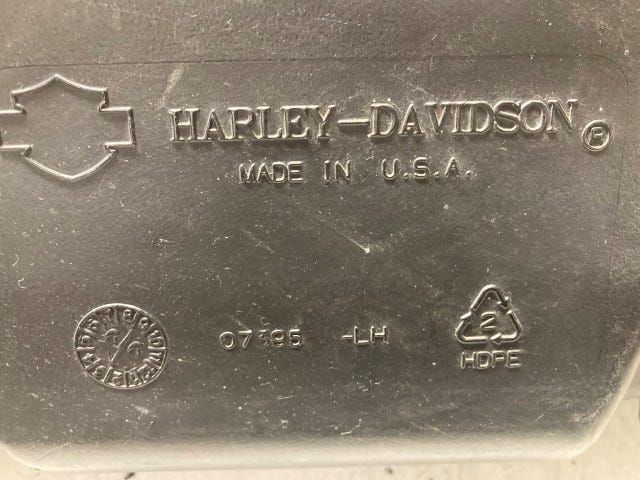 HARLEY-DAVIDSON®
MADE IN U.S.A.
07395 -LH
2
HDPE